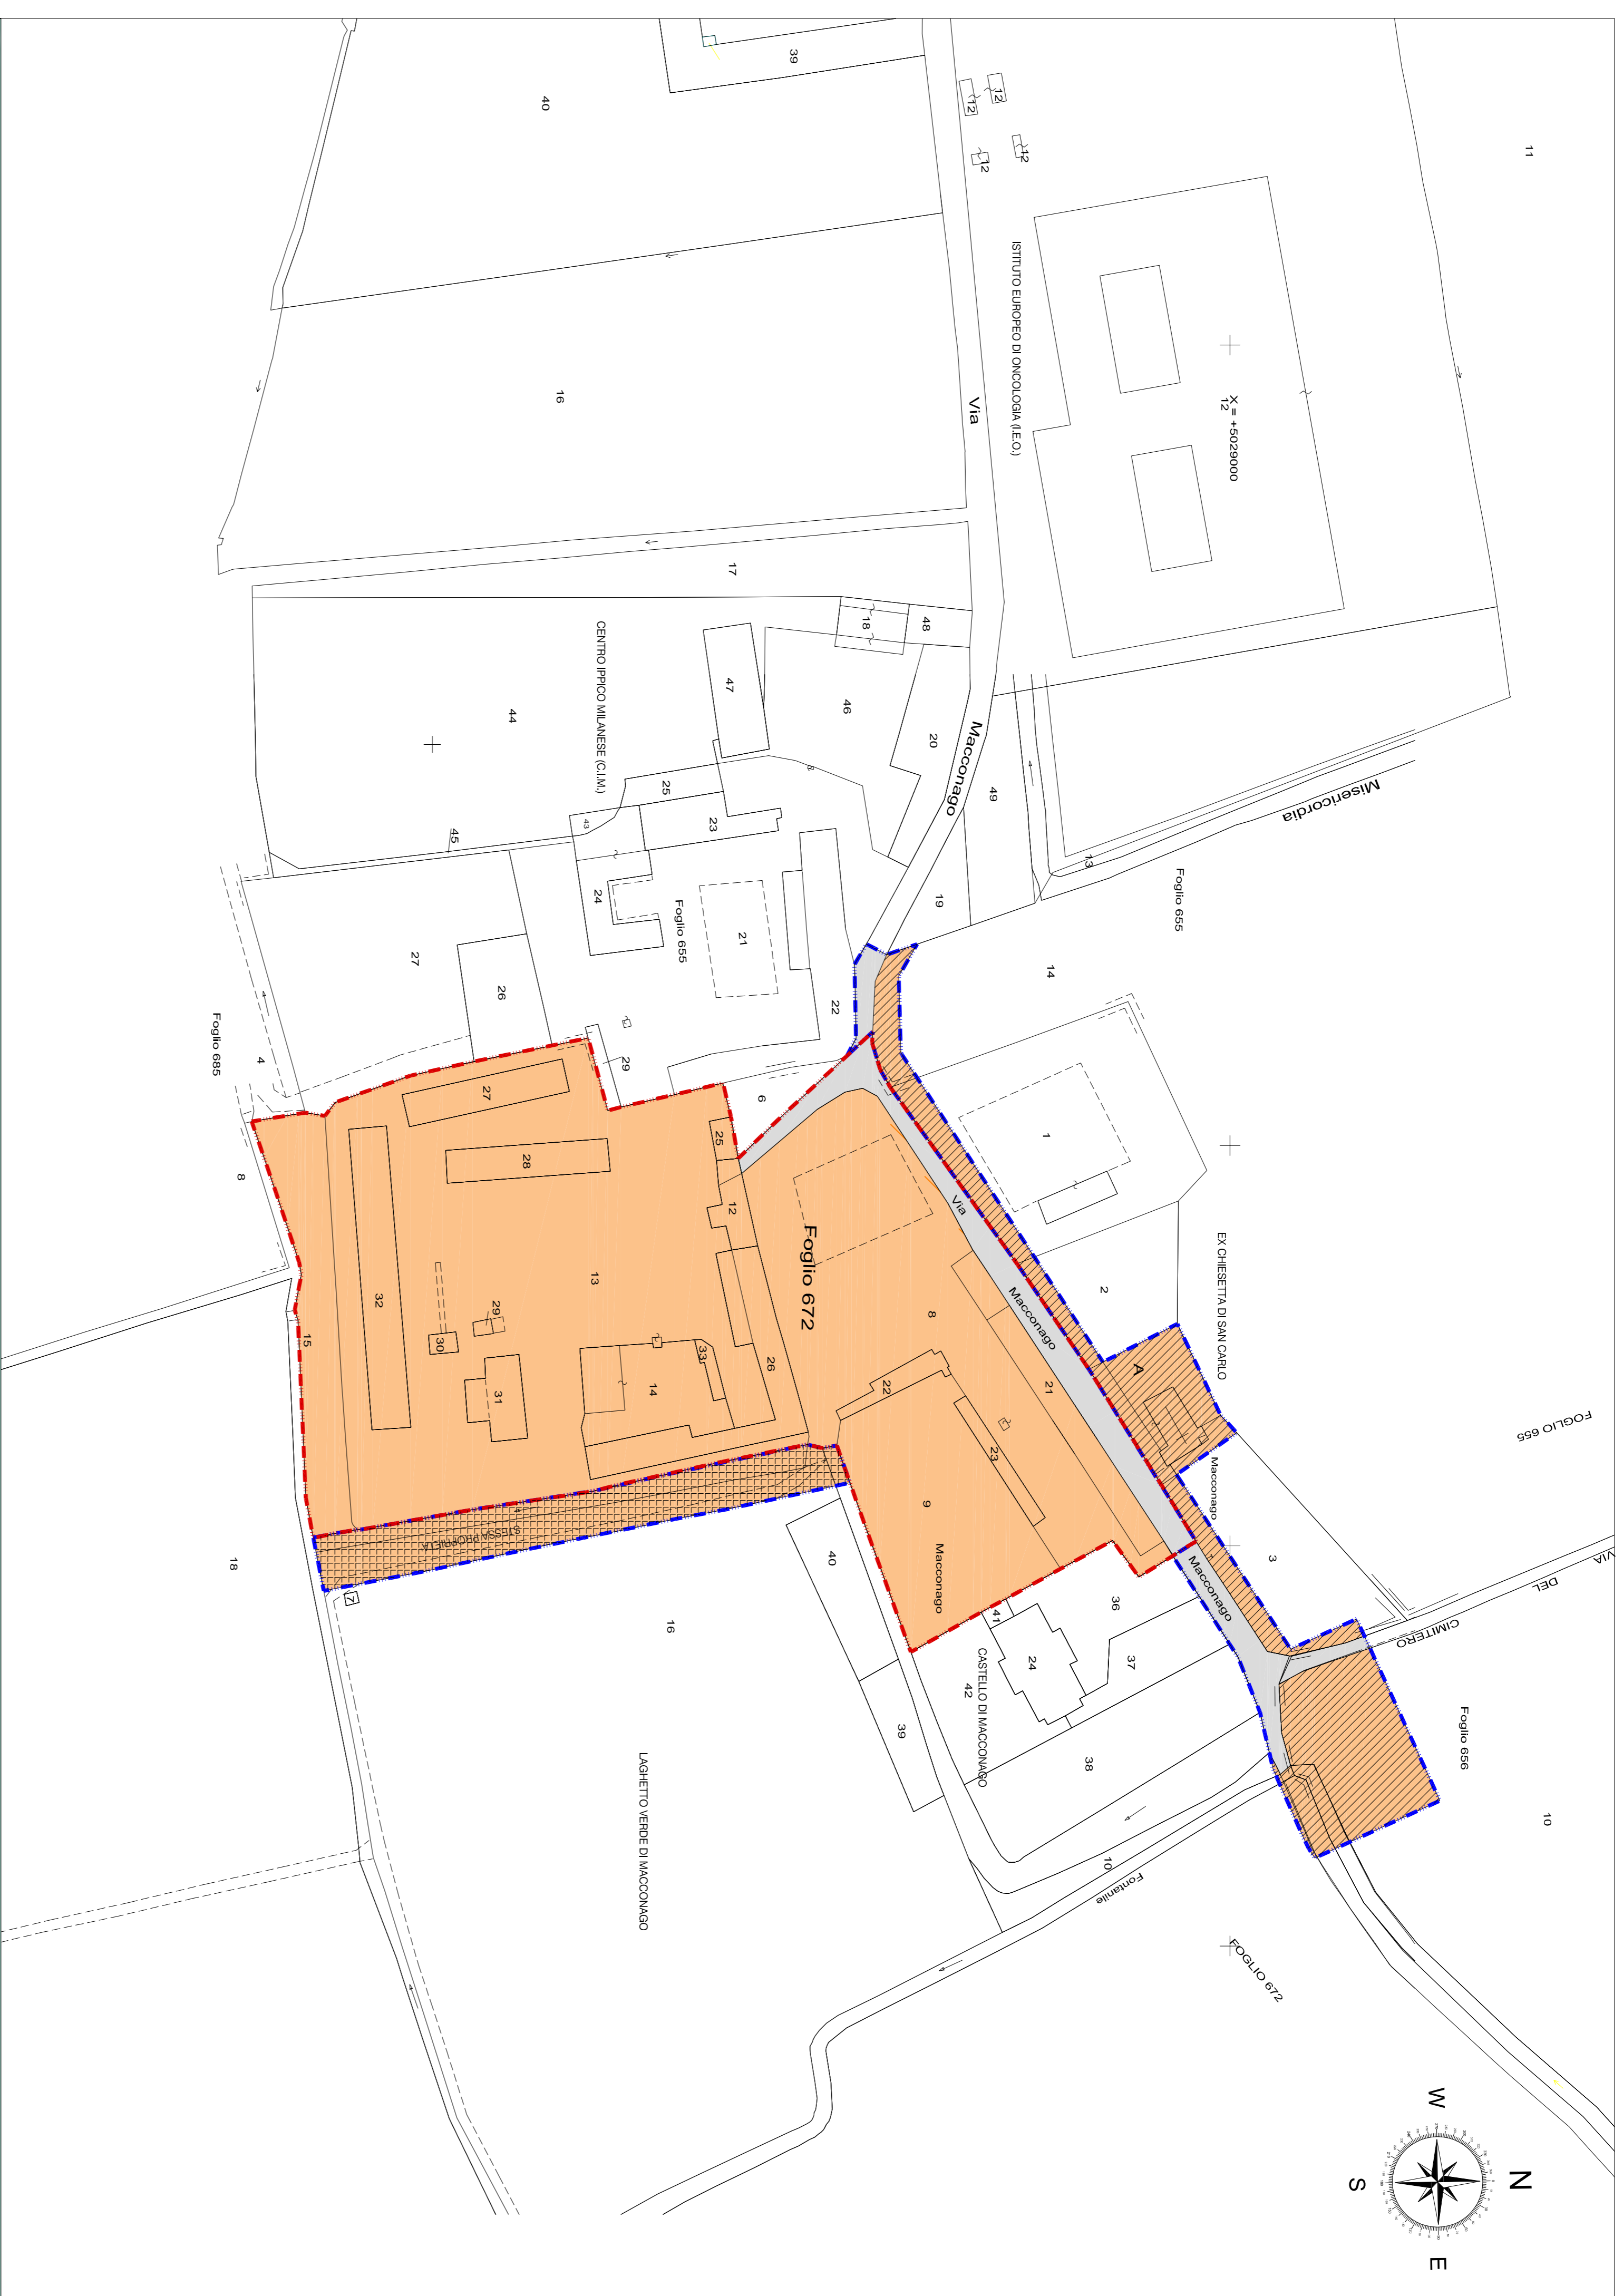 39
40
12
12
12
12
11
ISTITUTO EUROPEO DI ONCOLOGIA (I.E.O.)
X = +5029000
12
16
Via
17
18
48
47
46
20
Macconago
49
Misericordia
13
44
CENTRO IPPICO MILANESE (C.I.M.)
25
23
43
45
24
Foglio 655
21
19
Foglio 655
14
27
26
22
29
6
Foglio 685
4
8
27
28
25
12
1
Via
32
13
Foglio 672
8
Macconago
2
EX CHIESETTA DI SAN CARLO
29
30
15
31
14
33
26
22
21
A
23
FOGLIO 655
9
Macconago
Macconago
Macconago
3
STESSA PROPRIETA
18
16
40
41
36
24
37
CASTELLO DI MACCONAGO
42
39
38
VIA
DEL
CIMITERO
Foglio 656
10
LAGHETTO VERDE DI MACCONAGO
10
Fontanile
FOGLIO 672
W
N
S
E